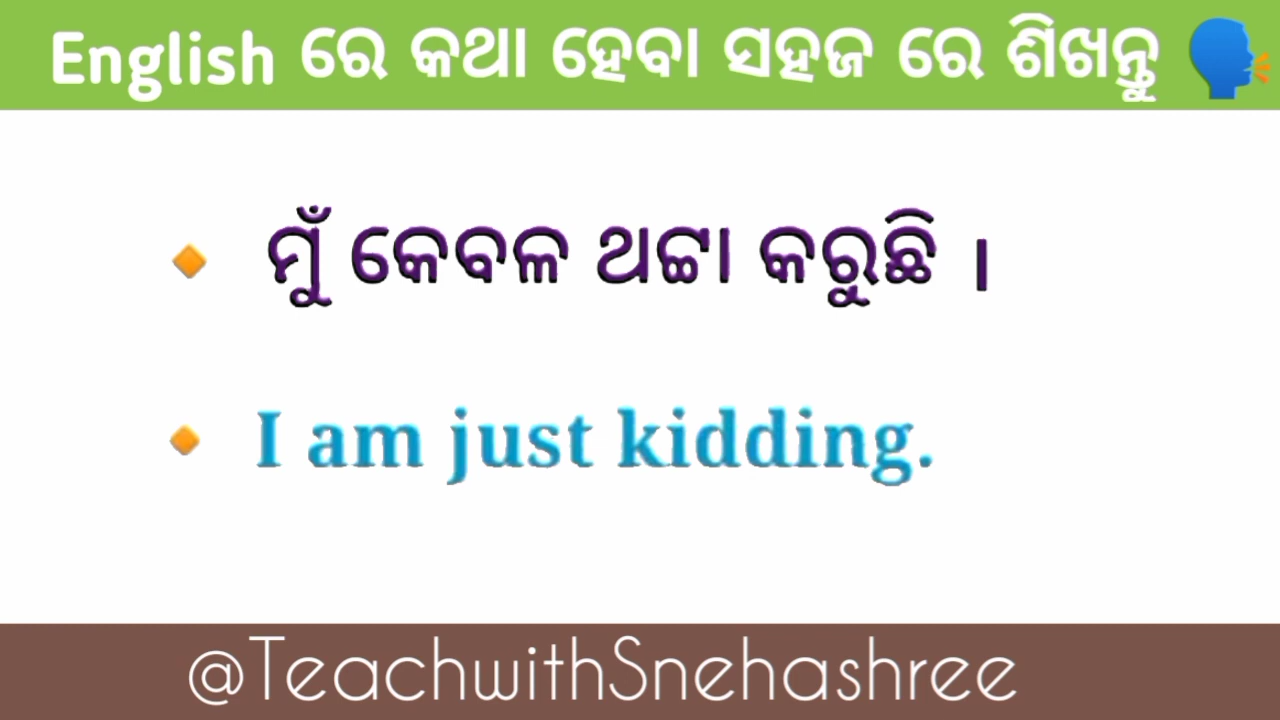 English ରେ କଥା ହେବା ସହଜ ରେ ଶିଖନ୍ତୁ
ମୁଁ କେବଳ ଥଟ୍ଟା କରୁଛି ।
I am just kidding.
@TeachwithSnehashree